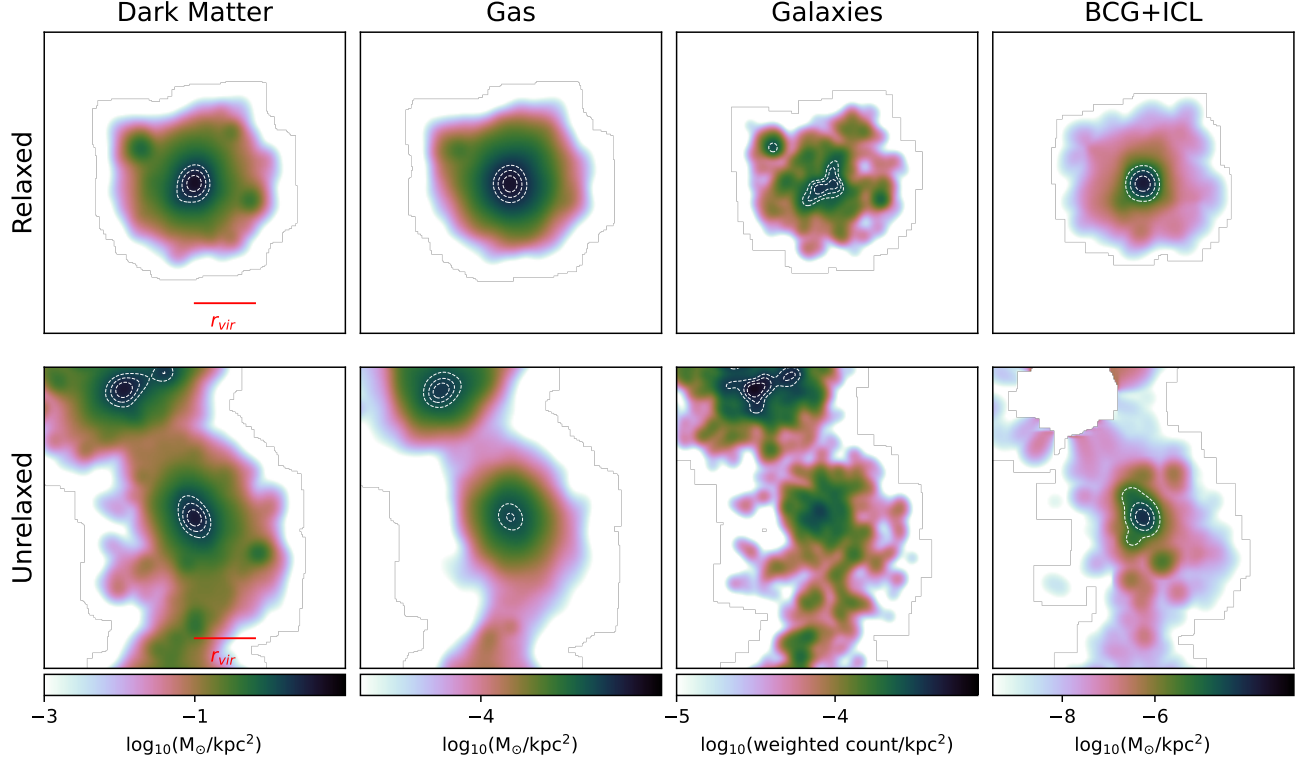 Dark Matter Gas Galaxies BCG+ICL
Relaxed
r_vir
Unrelaxed
r_vir
−3 −1 −4 −5 −4 −8 −6
log₁₀(M☉/kpc²) log₁₀(M☉/kpc²) log₁₀(weighted count/kpc²) log₁₀(M☉/kpc²)